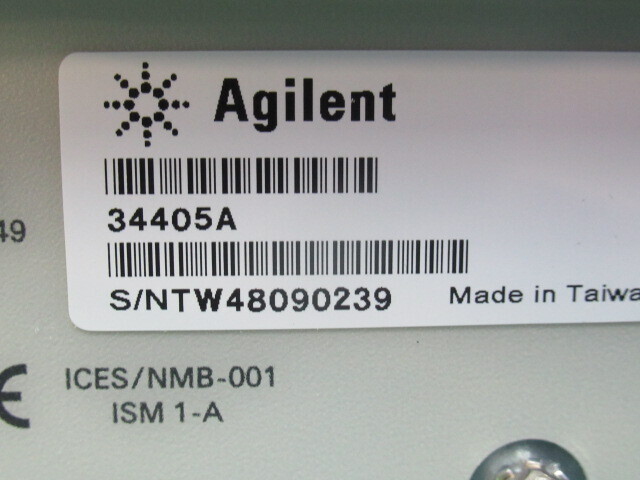 Agilent
34405A
49
S/NTW48090239 Made in Taiwa
ICES/NMB-001
ISM 1-A